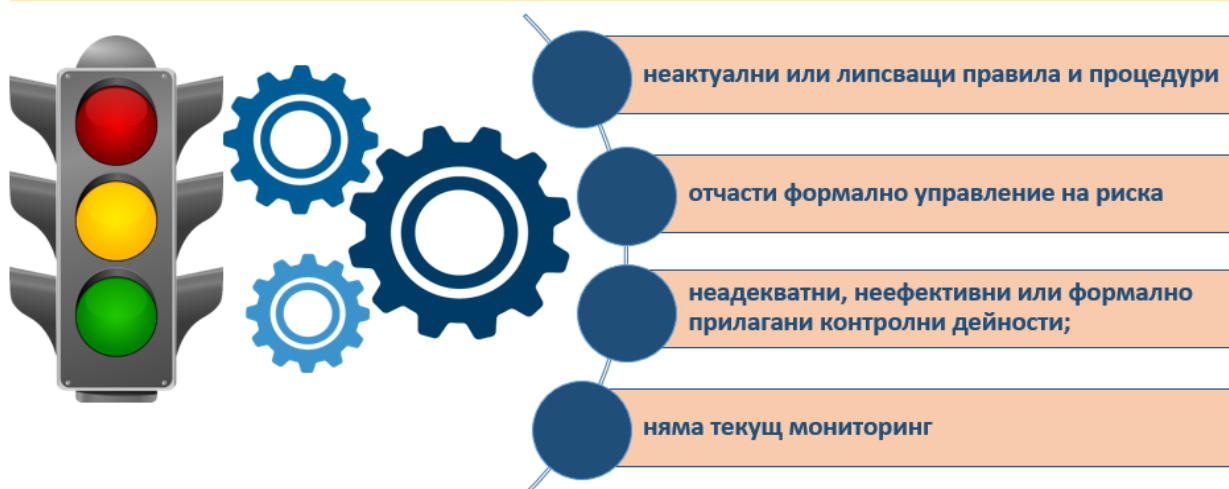 неактуални или липсващи правила и процедури
отчасти формално управление на риска
неадекватни, неефективни или формално
прилагани контролни дейности;
няма текущ мониторинг